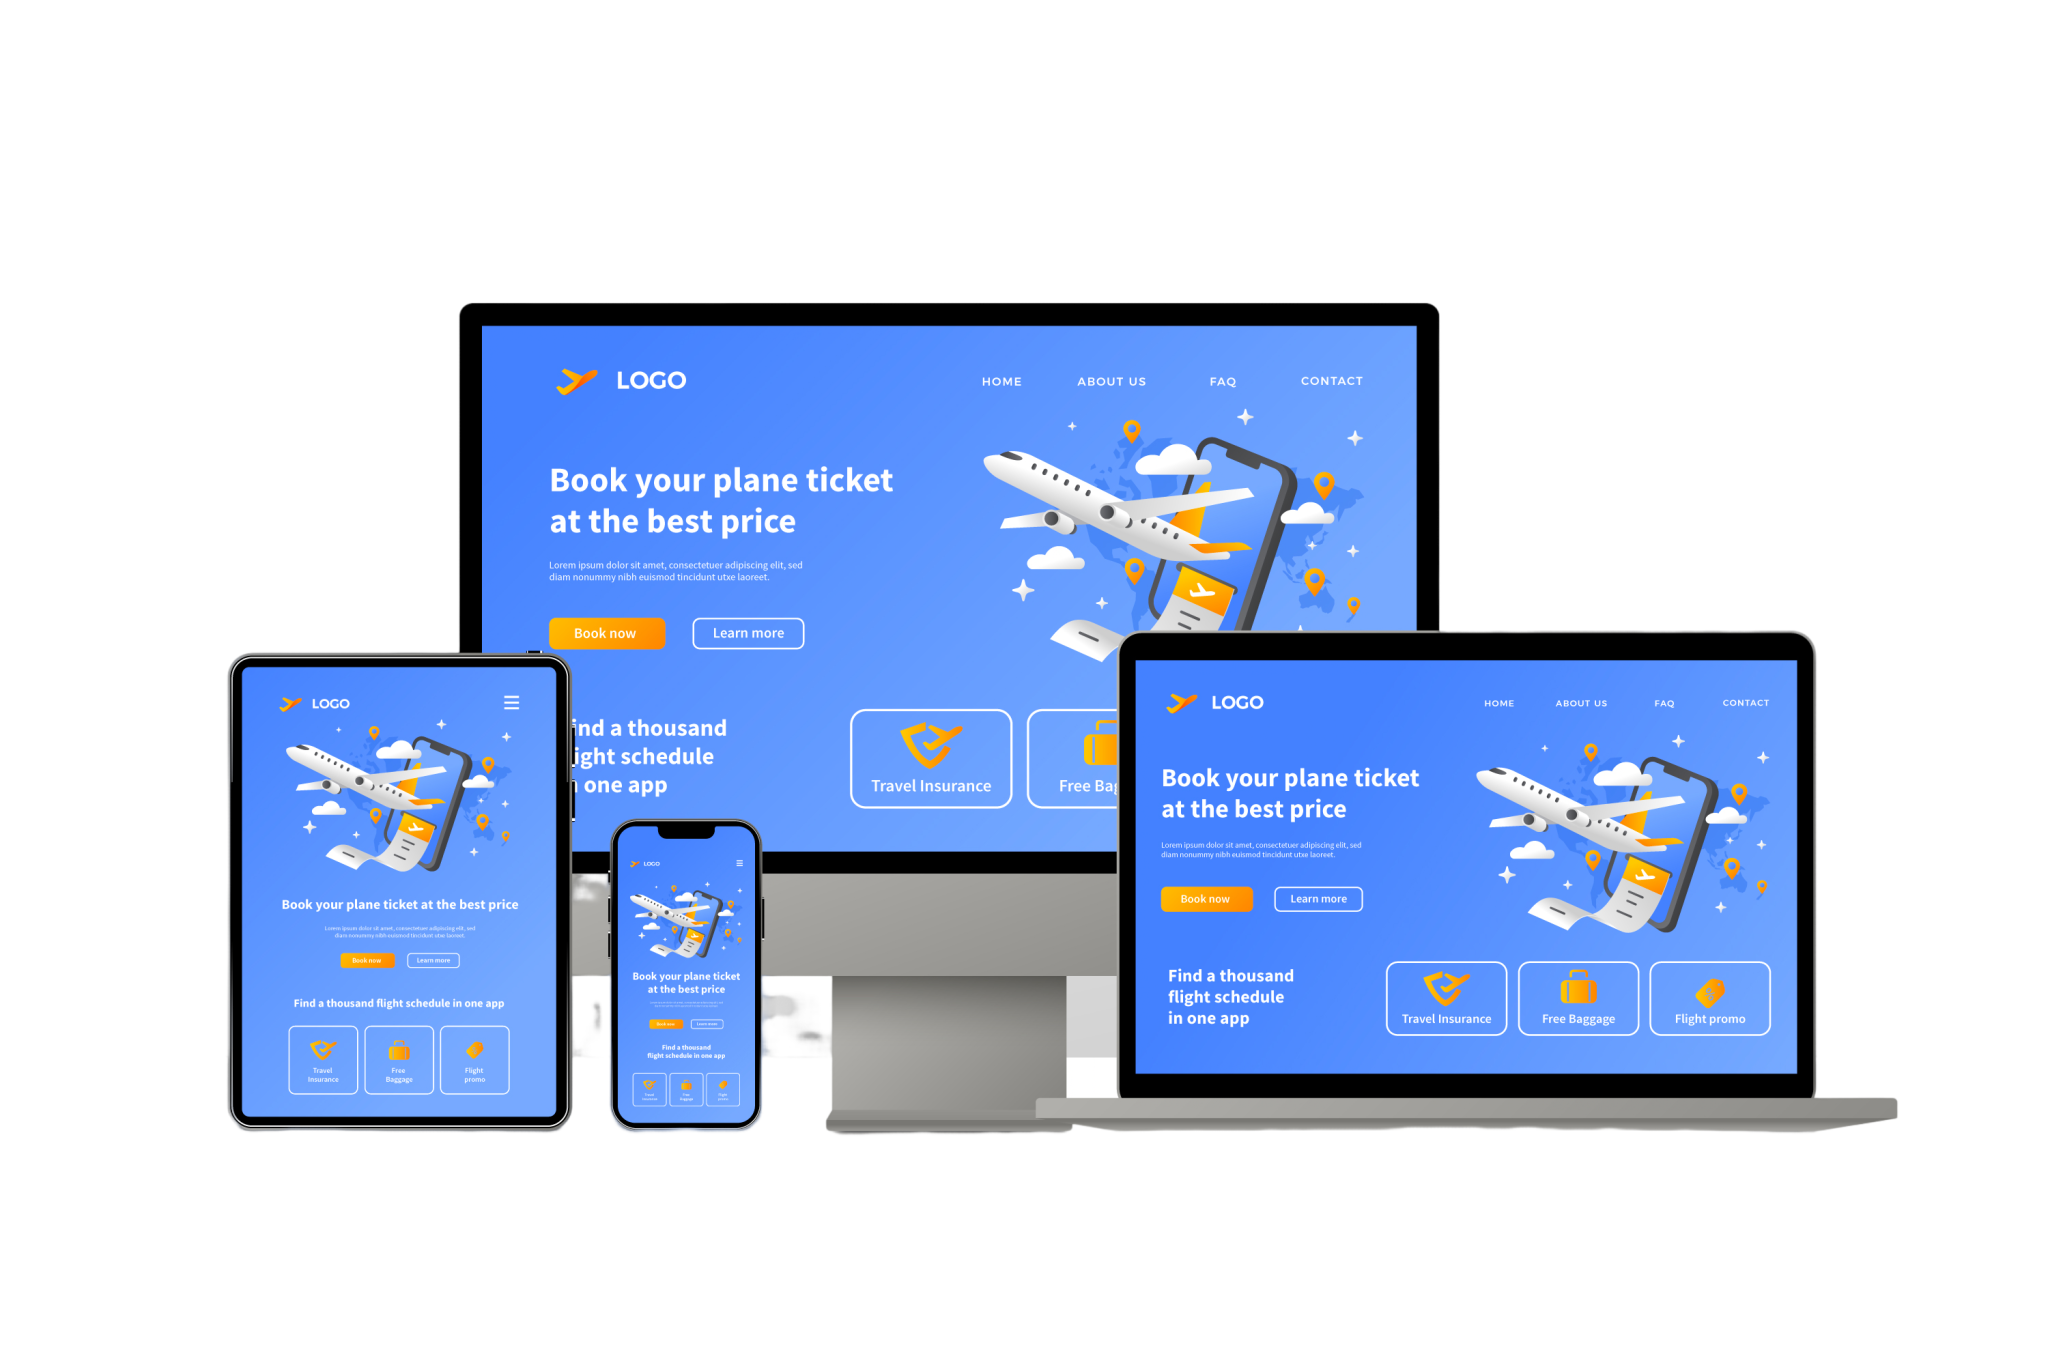 LOGO
HOME ABOUT US FAQ CONTACT
Book your plane ticket
at the best price
Lorem ipsum dolor sit amet, consectetuer adipiscing elit, sed
diam nonummy nibh euismod tincidunt utxe laoreet.
Book now Learn more
ind a thousand
ight schedule
one app
Travel Insurance
Free Bag
LOGO
Book your plane ticket at the best price
Lorem ipsum dolor sit amet, consectetuer adipiscing elit, sed
diam nonummy nibh euismod tincidunt utxe laoreet.
Book now Learn more
Find a thousand flight schedule in one app
Travel
Insurance
Free
Baggage
Flight
promo
LOGO
Book your plane ticket
at the best price
Book now Learn more
Find a thousand
flight schedule in one app
Travel
Insurance
Free
Baggage
Flight
promo
LOGO
HOME ABOUT US FAQ CONTACT
Book your plane ticket
at the best price
Lorem ipsum dolor sit amet, consectetuer adipiscing elit, sed
diam nonummy nibh euismod tincidunt utxe laoreet.
Book now Learn more
Find a thousand
flight schedule
in one app
Travel Insurance
Free Baggage
Flight promo